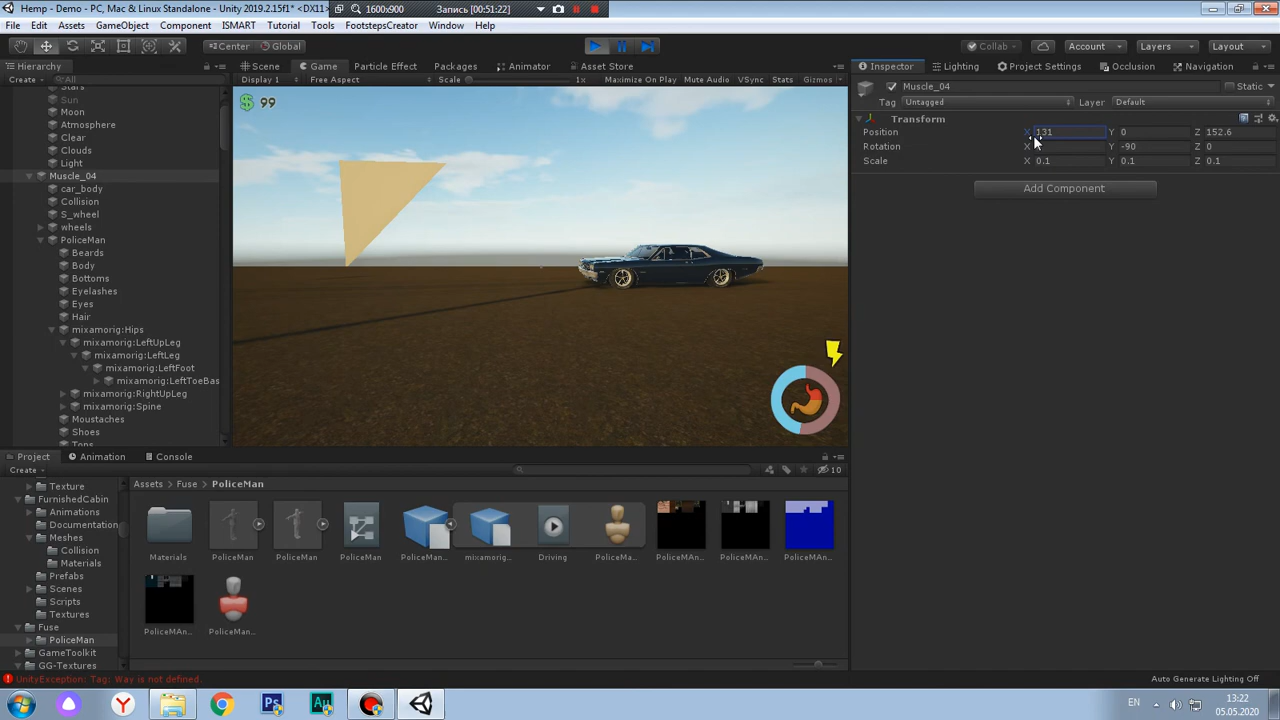 Hemp - Demo - PC, Mac & Linux Standalone - Unity 2019.2.15f1* <DX11>
1600x900
Запись [00:51:22]
File Edit Assets GameObject Component ISMART Tutorial Tools FootstepsCreator Window Help
Center Global
Collab Account Layers Layout
Hierarchy
Scene Game Particle Effect Packages Animator Asset Store
Inspector Lighting Project Settings Occlusion Navigation
Create All
Display 1 Free Aspect Scale 1x Maximize On Play Mute Audio VSync Stats Gizmos
Muscle_04 Static
Tag Untagged Layer Default
Transform
Position X 131 Y 0 Z 152.6
Rotation X Y -90 Z 0
Scale X 0.1 Y 0.1 Z 0.1
Add Component
$ 99
Stars
Sun
Moon
Atmosphere
Clear
Clouds
Light
Muscle_04
car_body
Collision
S_wheel
wheels
PoliceMan
Beards
Body
Bottoms
Eyelashes
Eyes
Hair
mixamorig:Hips
mixamorig:LeftUpLeg
mixamorig:LeftLeg
mixamorig:LeftFoot
mixamorig:LeftToeBas
mixamorig:RightUpLeg
mixamorig:Spine
Moustaches
Shoes
Tops
Project Animation Console
Create
10
Assets Fuse PoliceMan
Texture
FurnishedCabin
Animations
Documentation
Meshes
Collision
Materials
Prefabs
Scenes
Scripts
Textures
Fuse
PoliceMan
GameToolkit
GG-Textures
Materials PoliceMan PoliceMan PoliceMan PoliceMan... mixamorig... Driving PoliceMa... PoliceMAn... PoliceMAn... PoliceMAn...
PoliceMAn... PoliceMan...
UnityException: Tag: Way is not defined.
Auto Generate Lighting Off
EN
13:22
05.05.2020